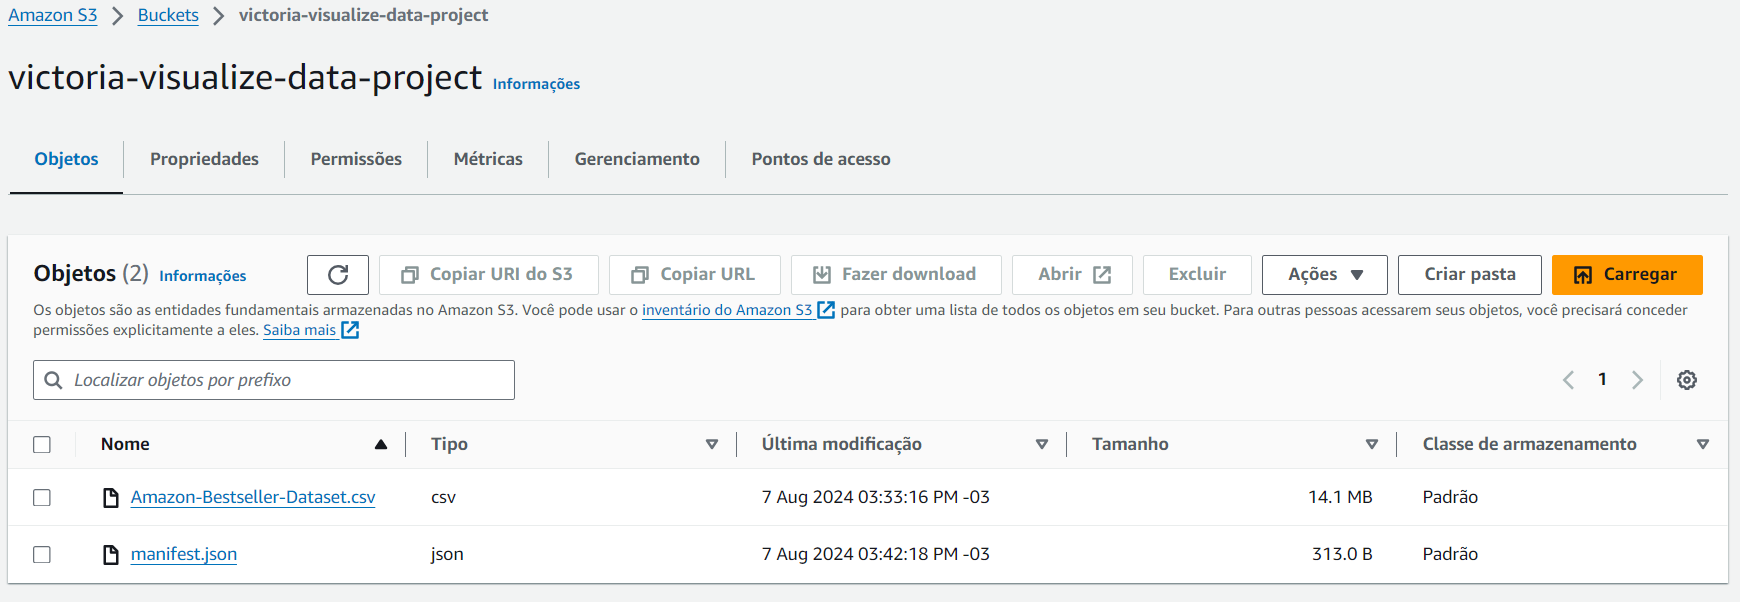 Amazon S3 > Buckets > victoria-visualize-data-project
victoria-visualize-data-project Informações
Objetos Propriedades Permissões Métricas Gerenciamento Pontos de acesso
Objetos (2) Informações Copiar URI do S3 Copiar URL Fazer download Abrir Excluir Ações Criar pasta Carregar
Os objetos são as entidades fundamentais armazenadas no Amazon S3. Você pode usar o inventário do Amazon S3 para obter uma lista de todos os objetos em seu bucket. Para outras pessoas acessarem seus objetos, você precisará conceder
permissões explicitamente a eles. Saiba mais
Localizar objetos por prefixo 1
Nome Tipo Última modificação Tamanho Classe de armazenamento
Amazon-Bestseller-Dataset.csv csv 7 Aug 2024 03:33:16 PM -03 14.1 MB Padrão
manifest.json json 7 Aug 2024 03:42:18 PM -03 313.0 B Padrão